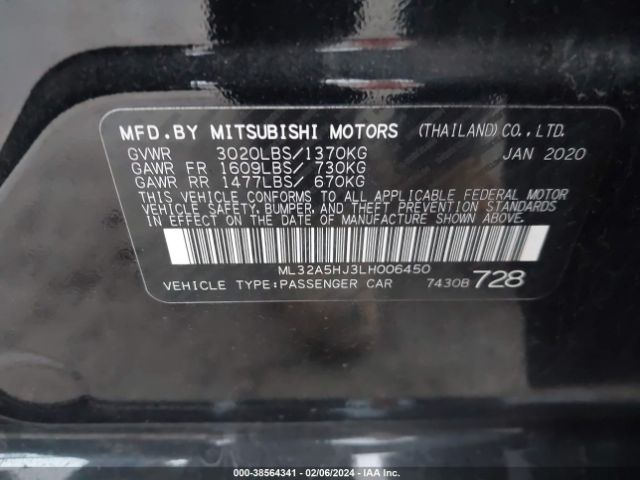 MFD.BY MITSUBISHI MOTORS (THAILAND)CO.,LTD.
GVWR 3020LBS/1370KG JAN 2020
GAWR FR 1609LBS/ 730KG
GAWR RR 1477LBS/ 670KG
THIS VEHICLE CONFORMS TO ALL APPLICABLE FEDERAL MOTOR
VEHICLE SAFETY,BUMPER,AND THEFT PREVENTION STANDARDS
IN EFFECT ON THE DATE OF MANUFACTURE SHOWN ABOVE.
ML32A5HJ3LH006450
VEHICLE TYPE:PASSENGER CAR 7430B 728
000-38564341 - 02/06/2024 - IAA Inc.